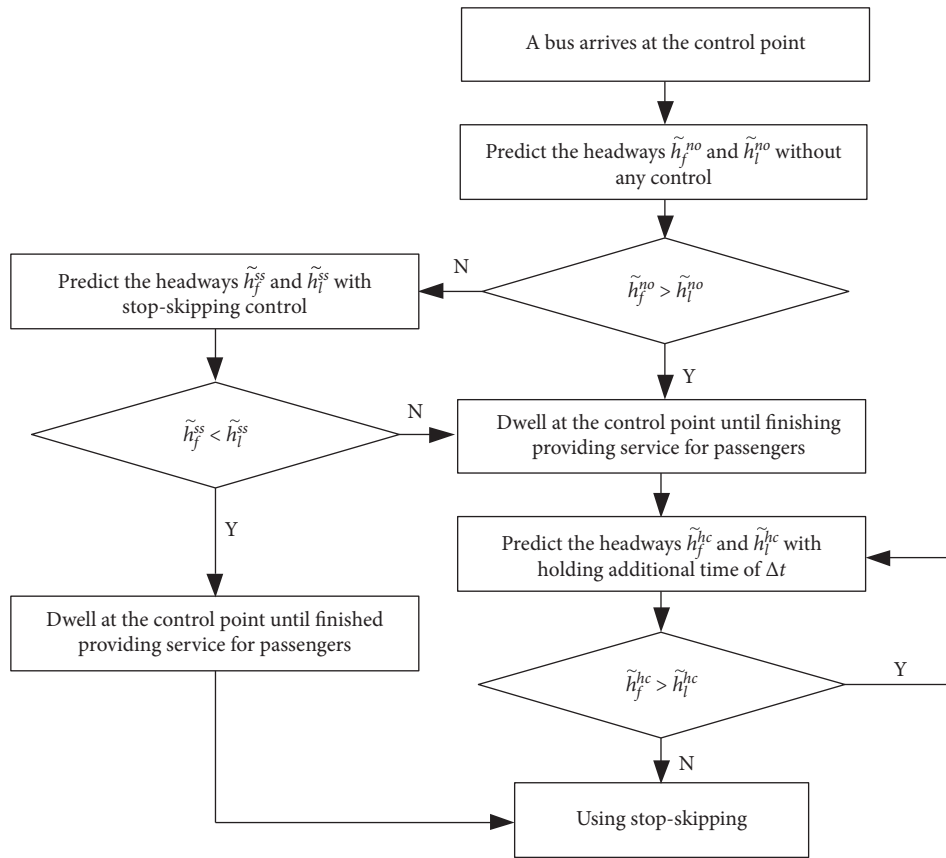 A bus arrives at the control point
Predict the headways h̃_f^no and h̃_l^no without
any control
h̃_f^no > h̃_l^no
N
Y
Predict the headways h̃_f^ss and h̃_l^ss with
stop-skipping control
h̃_f^ss < h̃_l^ss
N
Y
Dwell at the control point until finishing
providing service for passengers
Predict the headways h̃_f^hc and h̃_l^hc with
holding additional time of Δt
Dwell at the control point until finished
providing service for passengers
h̃_f^hc > h̃_l^hc
Y
N
Using stop-skipping